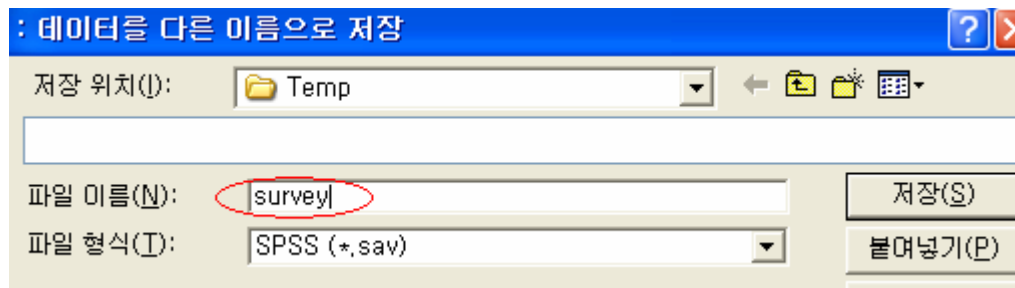 : 데이터를 다른 이름으로 저장
저장 위치(I): Temp
파일 이름(N): survey 저장(S)
파일 형식(T): SPSS (*.sav) 붙여넣기(P)